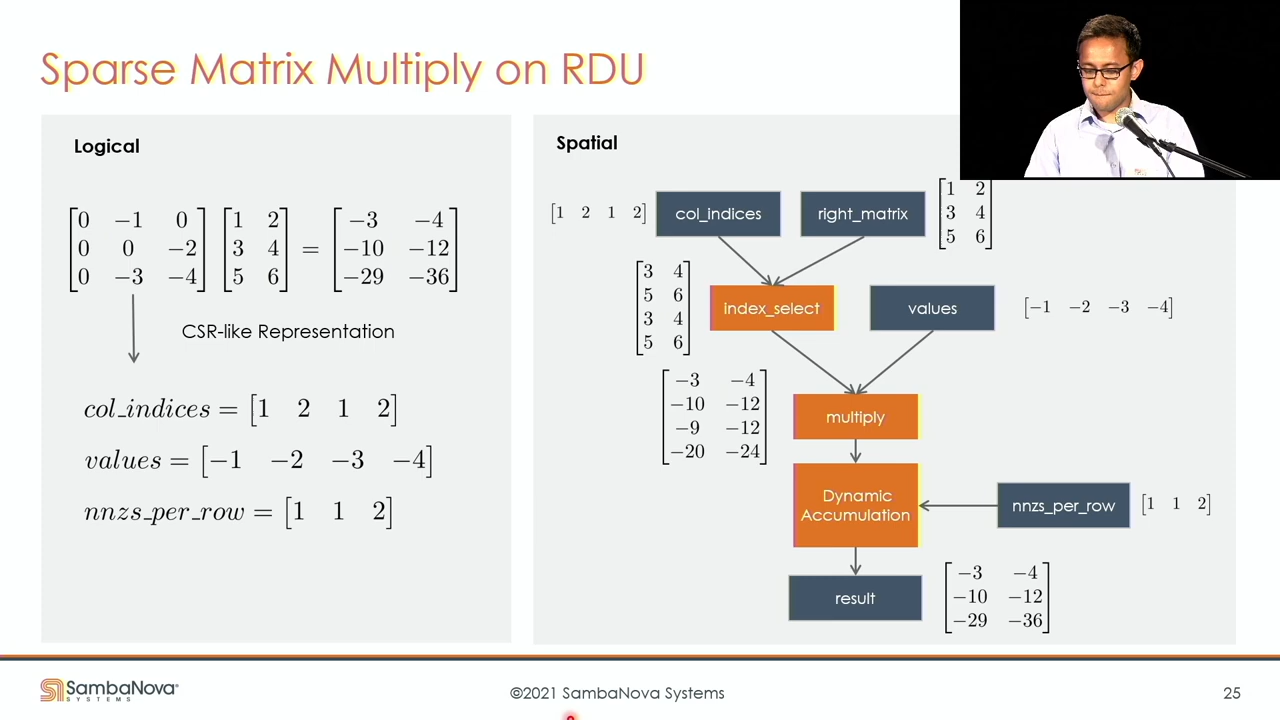 Sparse Matrix Multiply on RDU
Logical
[0 −1 0] [1 2] [−3 −4]
[0 0 −2] [3 4] = [−10 −12]
[0 −3 −4] [5 6] [−29 −36]
CSR-like Representation
col_indices = [1 2 1 2]
values = [−1 −2 −3 −4]
nnzs_per_row = [1 1 2]
Spatial
[1 2 1 2]
col_indices
right_matrix
[1 2]
[3 4]
[5 6]
[3 4]
[5 6]
[3 4]
[5 6]
index_select
values
[−1 −2 −3 −4]
[−3 −4]
[−10 −12]
[−9 −12]
[−20 −24]
multiply
Dynamic
Accumulation
nnzs_per_row
[1 1 2]
result
[−3 −4]
[−10 −12]
[−29 −36]
SambaNova
SYSTEMS
©2021 SambaNova Systems
25